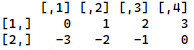 [,1] [,2] [,3] [,4]
[1,] 0 1 2 3
[2,] -3 -2 -1 0